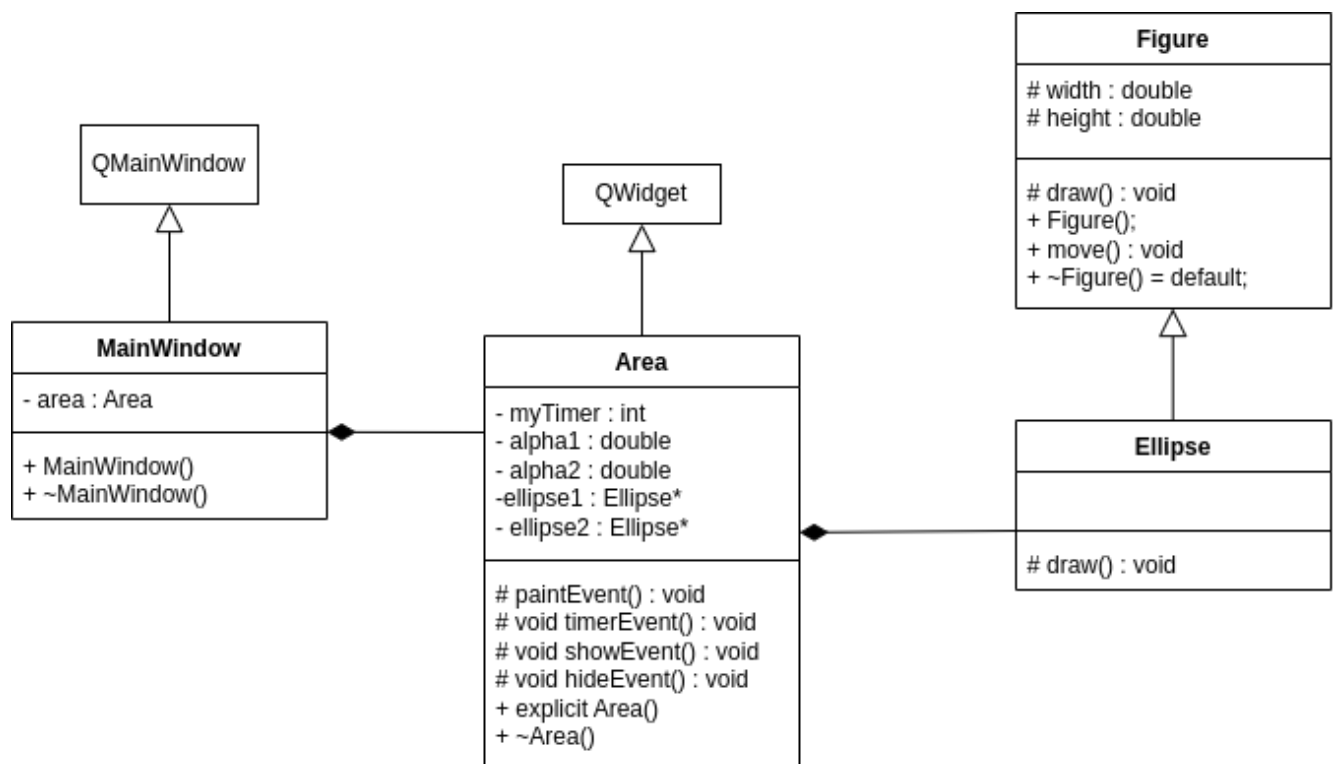 QMainWindow
MainWindow
- area : Area
+ MainWindow()
+ ~MainWindow()
QWidget
Area
- myTimer : int
- alpha1 : double
- alpha2 : double
-ellipse1 : Ellipse*
- ellipse2 : Ellipse*
# paintEvent() : void
# void timerEvent() : void
# void showEvent() : void
# void hideEvent() : void
+ explicit Area()
+ ~Area()
Figure
# width : double
# height : double
# draw() : void
+ Figure();
+ move() : void
+ ~Figure() = default;
Ellipse
# draw() : void